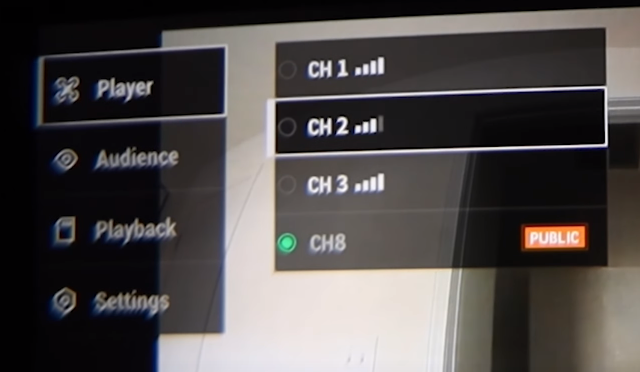 Player
Audience
Playback
Settings
CH 1
CH 2
CH 3
CH8 PUBLIC